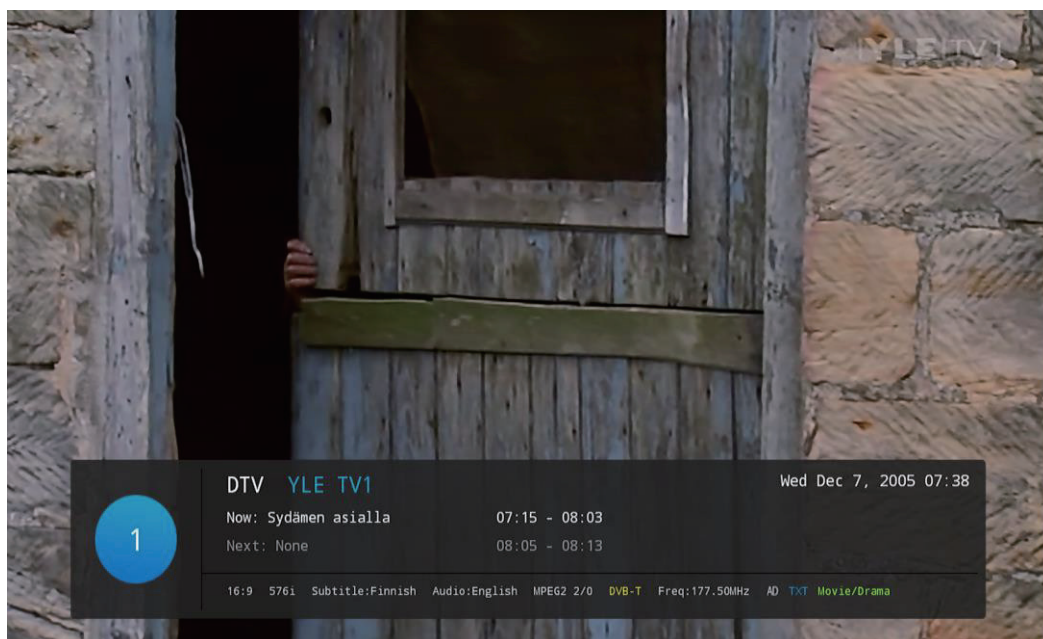 YLE TV1
DTV YLE TV1 Wed Dec 7, 2005 07:38
Now: Sydämen asialla 07:15 - 08:03
1
Next: None 08:05 - 08:13
16:9 576i Subtitle:Finnish Audio:English MPEG2 2/0 DVB-T Freq:177.50MHz AD TXT Movie/Drama